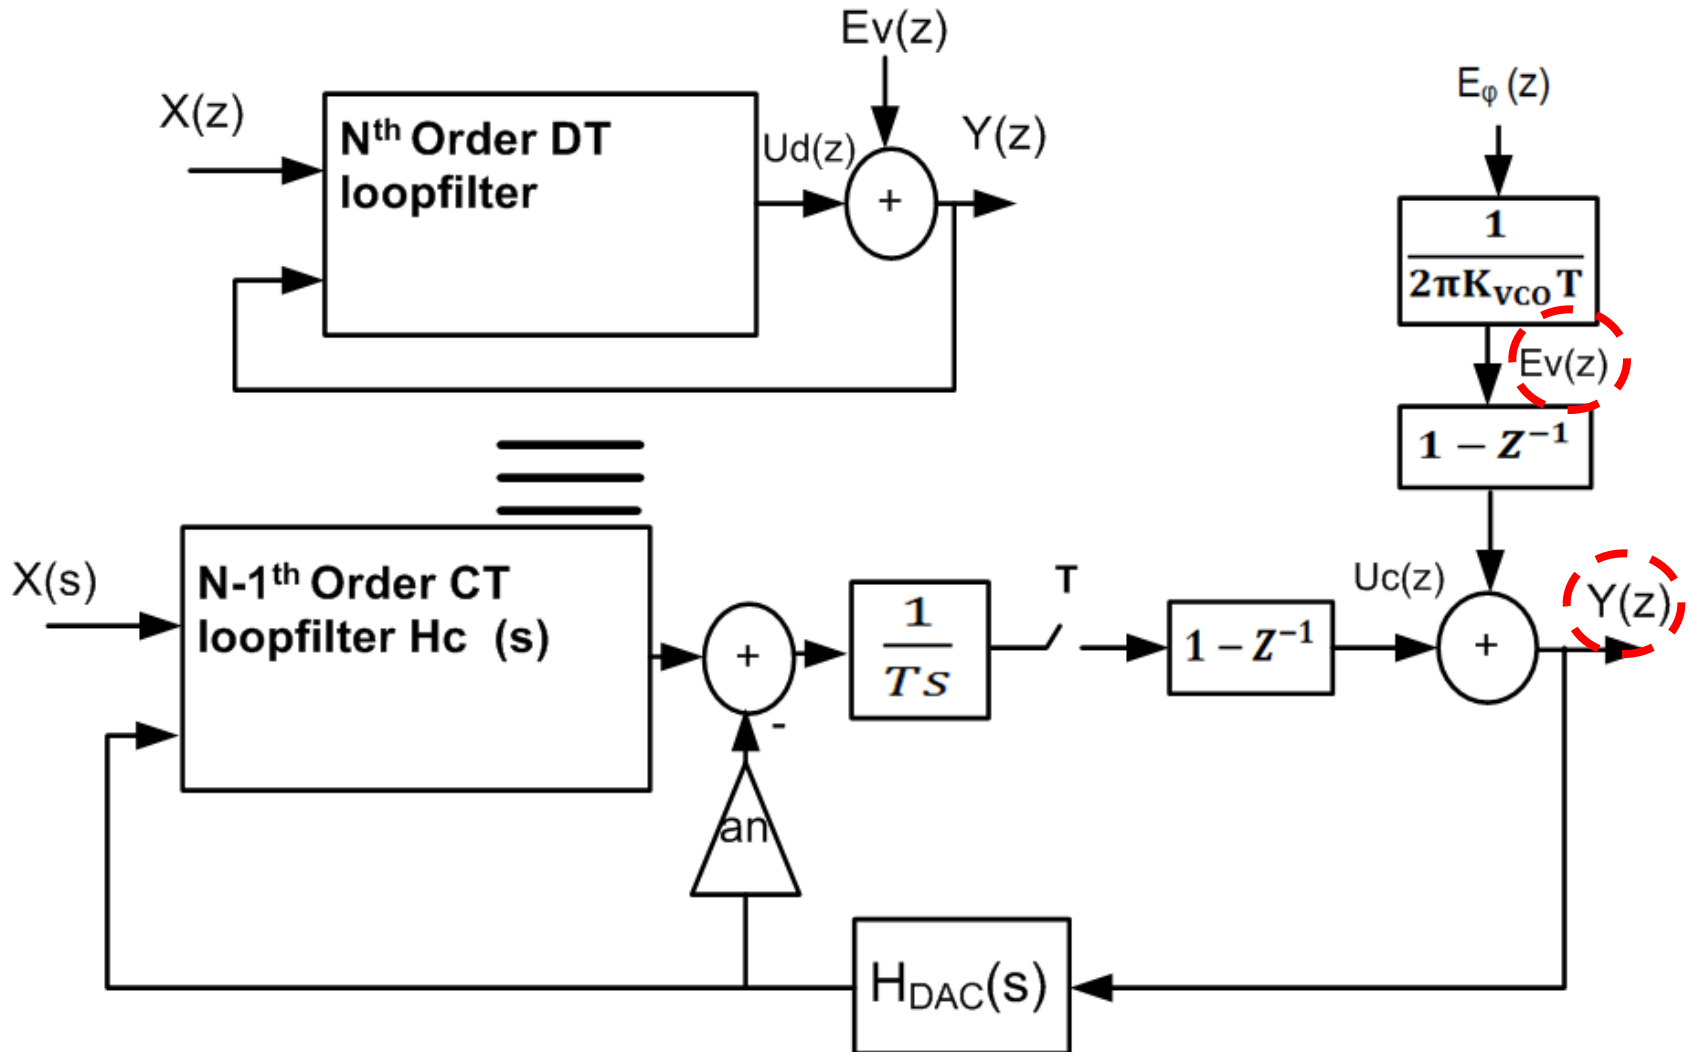 Ev(z)
X(z)
Nth Order DT
loopfilter
Ud(z)
+
Y(z)
Eφ (z)
1
2πKVCO T
Ev(z)
1 − Z−1
X(s)
N-1th Order CT
loopfilter Hc (s)
+
-
an
1
Ts
T
1 − Z−1
Uc(z)
+
Y(z)
HDAC(s)